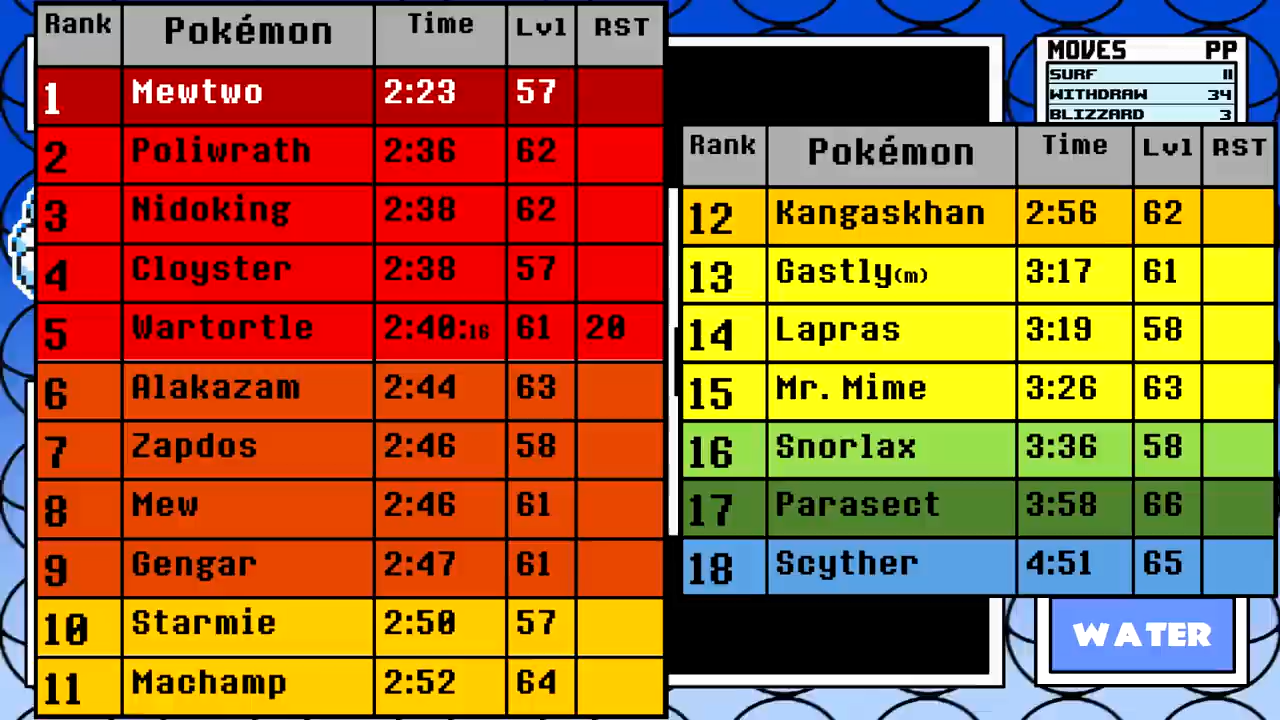 Rank Pokémon Time Lvl RST
1 Mewtwo 2:23 57
2 Poliwrath 2:36 62
3 Nidoking 2:38 62
4 Cloyster 2:38 57
5 Wartortle 2:40:16 61 20
6 Alakazam 2:44 63
7 Zapdos 2:46 58
8 Mew 2:46 61
9 Gengar 2:47 61
10 Starmie 2:50 57
11 Machamp 2:52 64
MOVES PP
SURF 11
WITHDRAW 34
BLIZZARD 3
Rank Pokémon Time Lvl RST
12 Kangaskhan 2:56 62
13 Gastly(m) 3:17 61
14 Lapras 3:19 58
15 Mr. Mime 3:26 63
16 Snorlax 3:36 58
17 Parasect 3:58 66
18 Scyther 4:51 65
WATER